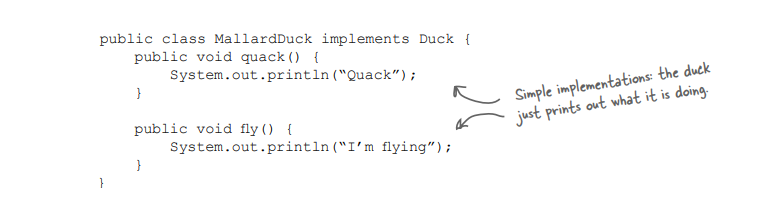 public class MallardDuck implements Duck {
    public void quack() {
        System.out.println(“Quack”);
    }
    public void fly() {
        System.out.println(“I’m flying”);
    }
}
Simple implementations: the duck
just prints out what it is doing.